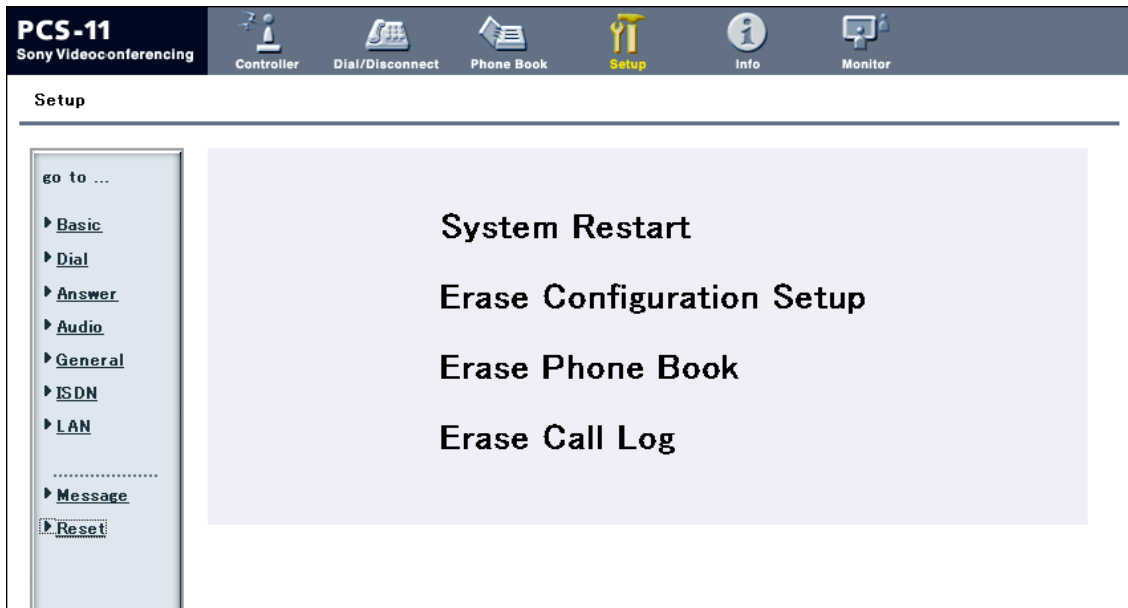 PCS-11
Sony Videoconferencing
Controller
Dial/Disconnect
Phone Book
Setup
Info
Monitor
Setup
go to ...
Basic
Dial
Answer
Audio
General
ISDN
LAN
Message
Reset
System Restart
Erase Configuration Setup
Erase Phone Book
Erase Call Log